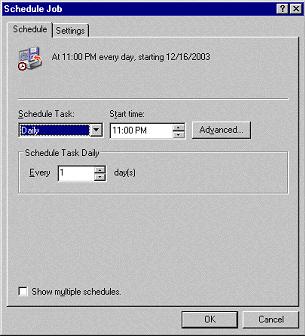 Schedule Job
Schedule Settings
At 11:00 PM every day, starting 12/16/2003
Schedule Task: Start time:
Daily 11:00 PM Advanced...
Schedule Task Daily
Every 1 day(s)
Show multiple schedules.
OK Cancel